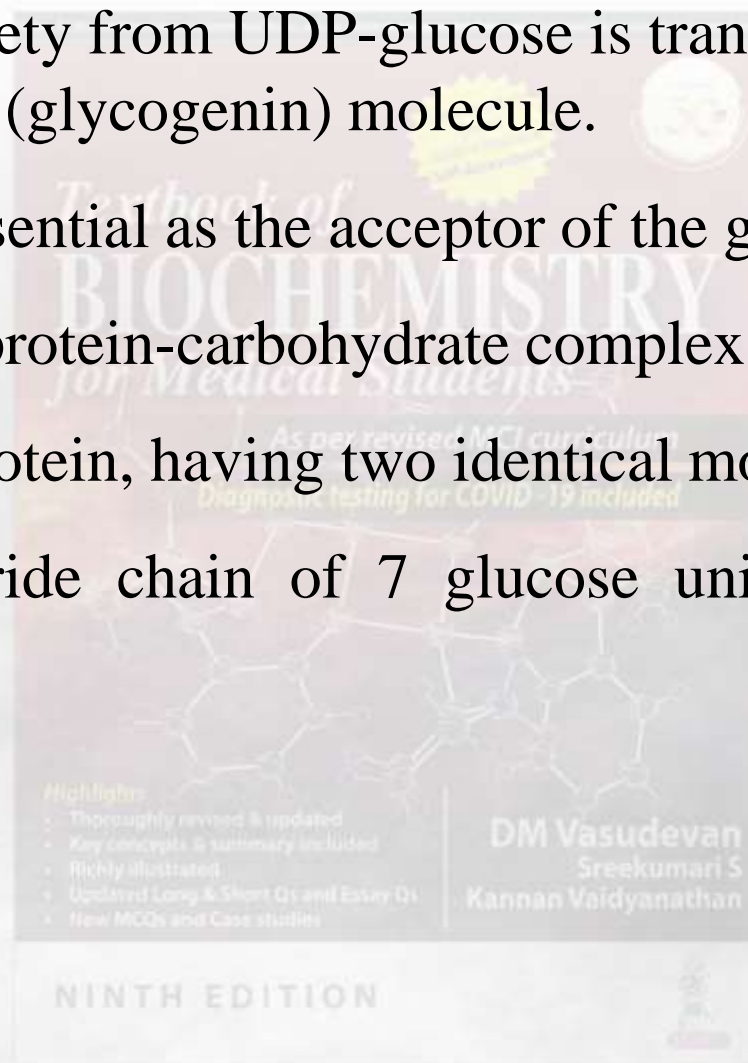 ety from UDP-glucose is tran
(glycogenin) molecule.
sential as the acceptor of the g
protein-carbohydrate complex
otein, having two identical mo
ride chain of 7 glucose uni
Textbook of
BIOCHEMISTRY
for Medical Students
As per revised MCI curriculum
Diagnostic testing for COVID-19 included
Highlights
• Thoroughly revised & updated
• Key concepts & summary included
• Richly illustrated
• Updated Long & Short Qs and Essay Qs
• New MCQs and Case studies
DM Vasudevan
Sreekumari S
Kannan Vaidyanathan
NINTH EDITION